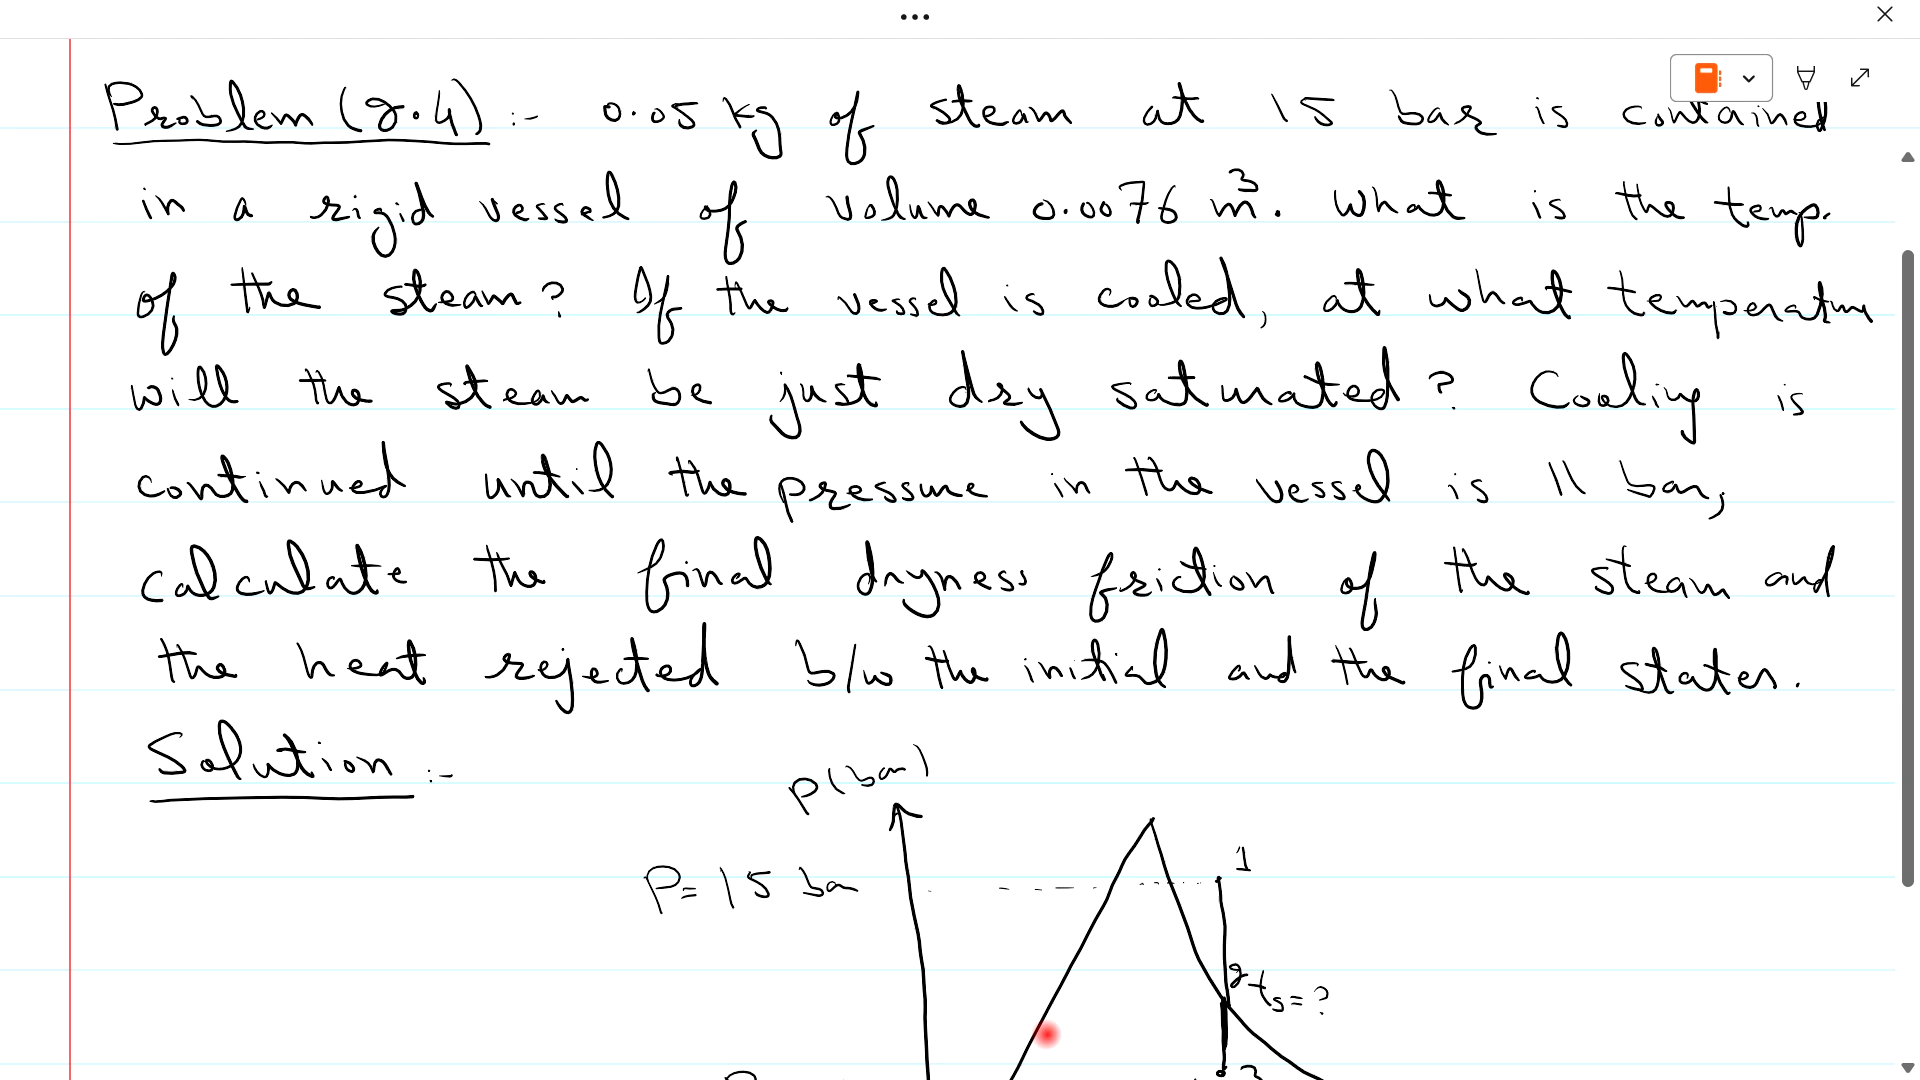 Problem (2.4) :- 0.05 kg of steam at 15 bar is contained
in a rigid vessel of volume 0.0076 m³. What is the temp.
of the steam? If the vessel is cooled, at what temperature
will the steam be just dry saturated? Cooling is
continued until the pressure in the vessel is 11 bar,
calculate the final dryness friction of the steam and
the heat rejected b/w the initial and the final states.
Solution :-
P(bar)
1
P = 15 bar
2 ts = ?
3